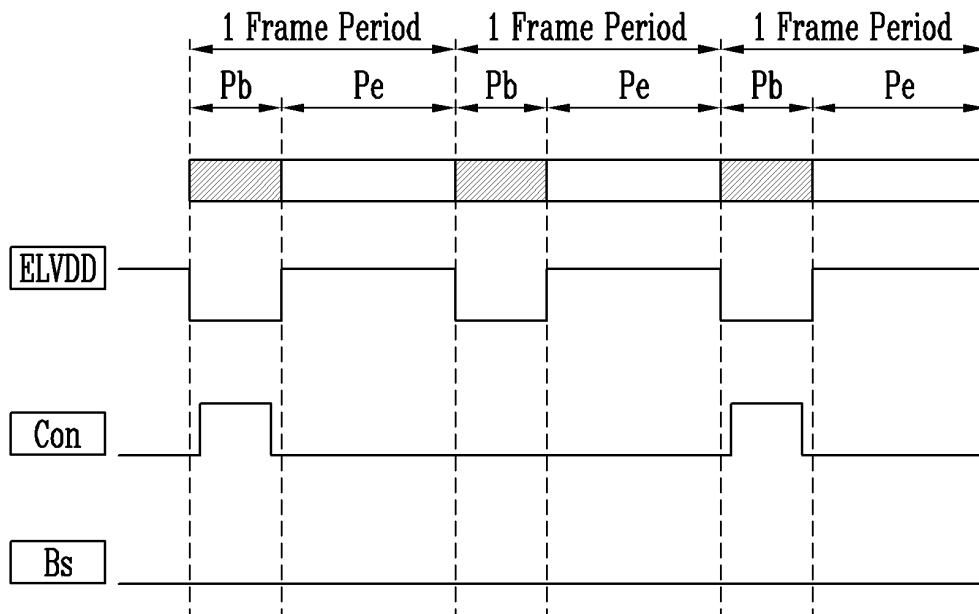 1 Frame Period 1 Frame Period 1 Frame Period
Pb Pe Pb Pe Pb Pe
ELVDD
Con
Bs